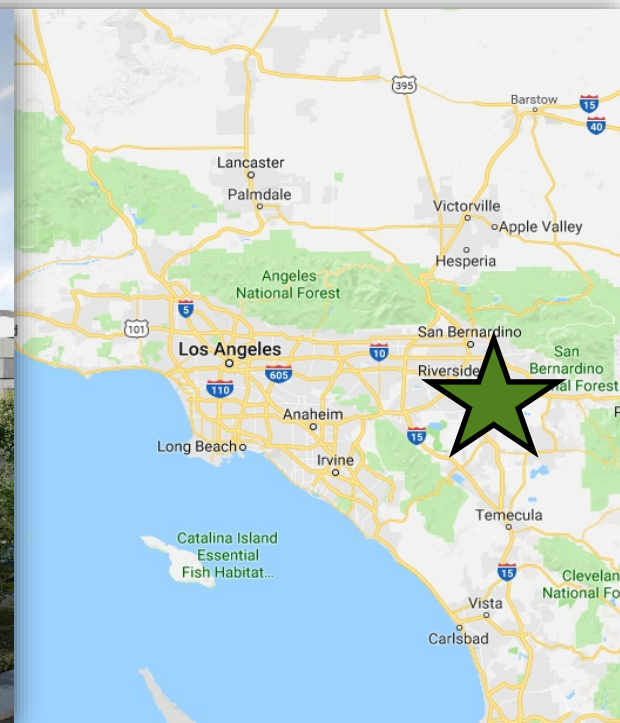 395
Barstow
15
40
Lancaster
Palmdale
Victorville
Apple Valley
Hesperia
Angeles
National Forest
5
101
San Bernardino
Los Angeles
10
605
110
Riverside
San
Bernardino
al Forest
Anaheim
15
Long Beach
Irvine
Temecula
Catalina Island
Essential
Fish Habitat...
15
Clevelan
National Fo
Vista
Carlsbad